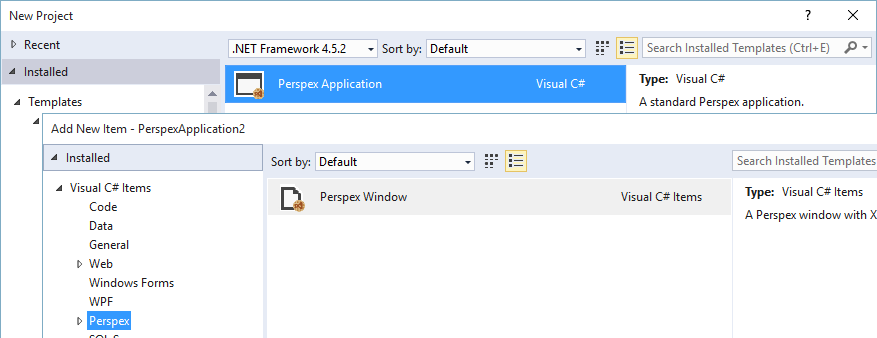 New Project
Recent
.NET Framework 4.5.2
Sort by: Default
Search Installed Templates (Ctrl+E)
Installed
Perspex Application
Visual C#
Type: Visual C#
Templates
A standard Perspex application.
Add New Item - PerspexApplication2
Installed
Sort by: Default
Search Installed Templates
Visual C# Items
Perspex Window
Visual C# Items
Type: Visual C# Items
Code
A Perspex window with X
Data
General
Web
Windows Forms
WPF
Perspex